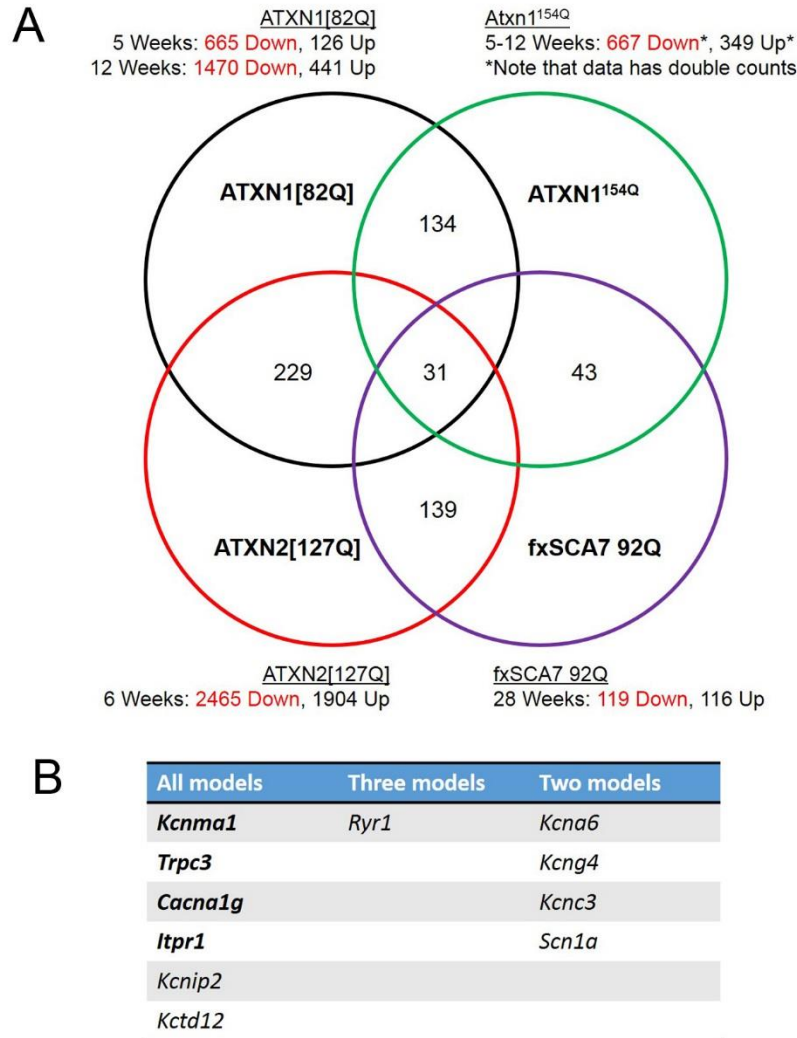 A
ATXN1[82Q]
5 Weeks: 665 Down, 126 Up
12 Weeks: 1470 Down, 441 Up
Atxn1154Q
5-12 Weeks: 667 Down*, 349 Up*
*Note that data has double counts
ATXN1[82Q]
ATXN1154Q
134
229
31
43
139
ATXN2[127Q]
fxSCA7 92Q
ATXN2[127Q]
6 Weeks: 2465 Down, 1904 Up
fxSCA7 92Q
28 Weeks: 119 Down, 116 Up
B
All models Three models Two models
Kcnma1 Ryr1 Kcna6
Trpc3 Kcng4
Cacna1g Kcnc3
Itpr1 Scn1a
Kcnip2
Kctd12